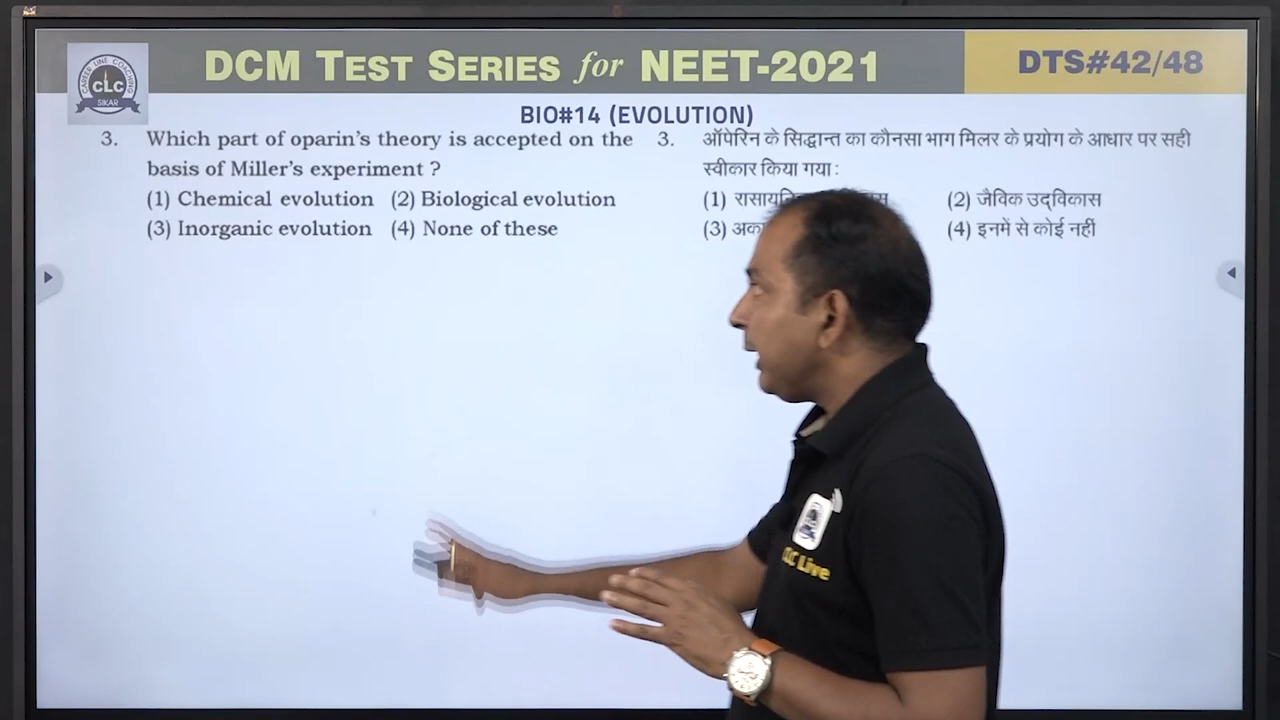 DCM TEST SERIES for NEET-2021
DTS#42/48
CAREER LINE COACHING
CLC
SIKAR
BIO#14 (EVOLUTION)
3. Which part of oparin's theory is accepted on the
basis of Miller's experiment ?
(1) Chemical evolution (2) Biological evolution
(3) Inorganic evolution (4) None of these
3. ऑपेरिन के सिद्धान्त का कौनसा भाग मिलर के प्रयोग के आधार पर सही
स्वीकार किया गया :
(1) (2) जैविक उद्‌विकास
(3) (4) इनमें से कोई नहीं
CLC Live